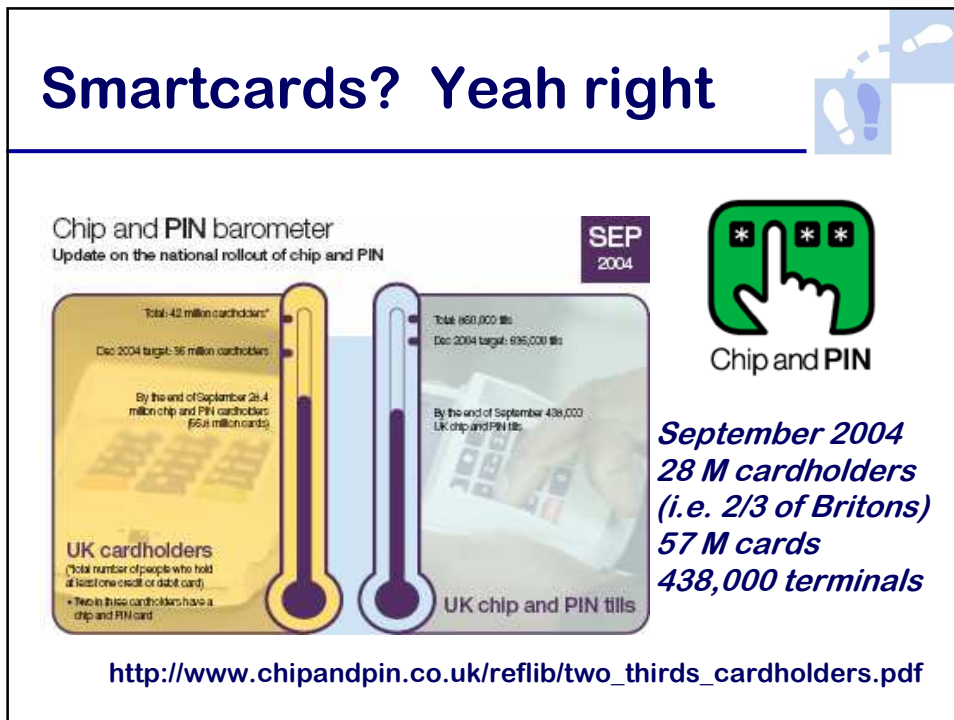 Smartcards? Yeah right
Chip and PIN barometer
Update on the national rollout of chip and PIN
SEP
2004
Total: 42 million cardholders*
Dec 2004 target: 36 million cardholders
By the end of September 28.4
million chip and PIN cardholders
million cards)
UK cardholders
(*total number of people who hold
at least one credit or debit card)
• Two in three cardholders have a
chip and PIN card
Total: 860,000 tills
Dec 2004 target: tills
By the end of September 438,000
UK chip and PIN tills
UK chip and PIN tills
* * *
Chip and PIN
September 2004
28 M cardholders
(i.e. 2/3 of Britons)
57 M cards
438,000 terminals
http://www.chipandpin.co.uk/reflib/two_thirds_cardholders.pdf